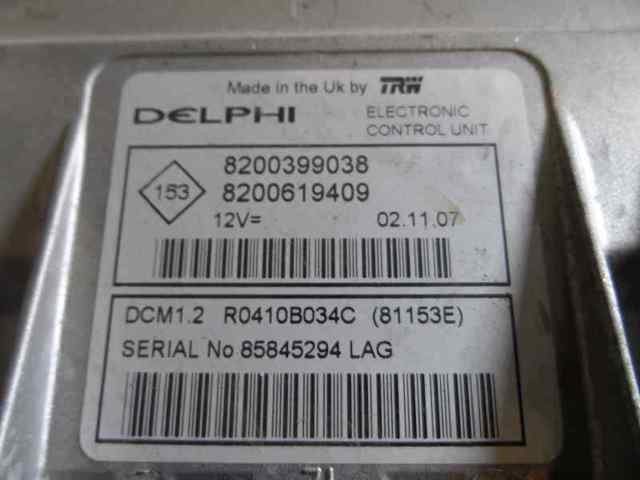 Made in the Uk by TRW
DELPHI ELECTRONIC
CONTROL UNIT
153
8200399038
8200619409
12V= 02.11.07
DCM1.2 R0410B034C (81153E)
SERIAL No 85845294 LAG